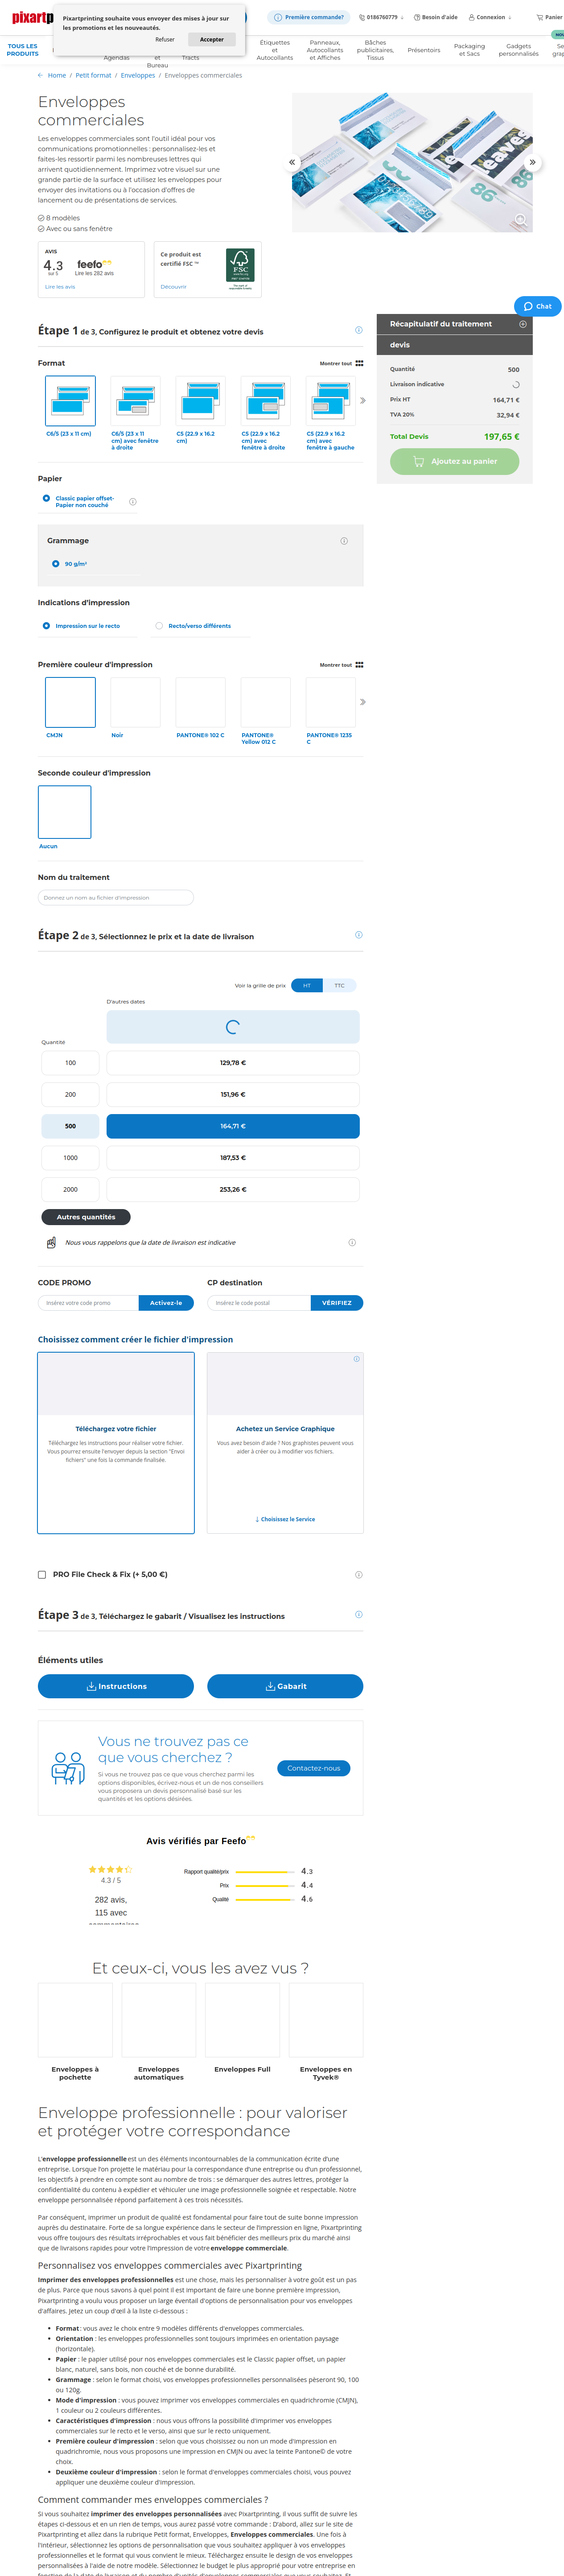 pixartp
Pixartprinting souhaite vous envoyer des mises à jour sur
les promotions et les nouveautés.
Refuser
Accepter
Première commande?
0186760779
Besoin d'aide
Connexion
Panier
TOUS LES
PRODUITS
Agendas
et
Bureau
Tracts
Etiquettes
et
Autocollants
Panneaux,
Autocollants
et Affiches
Bâches
publicitaires,
Tissus
Présentoirs
Packaging
et Sacs
Gadgets
personnalisés
Home / Petit format / Enveloppes / Enveloppes commerciales
Enveloppes
commerciales
Les enveloppes commerciales sont l'outil idéal pour vos
communications promotionnelles : personnalisez-les et
faites-les ressortir parmi les nombreuses lettres qui
arrivent quotidiennement. Imprimez votre visuel sur une
grande partie de la surface et utilisez les enveloppes pour
envoyer des invitations ou à l'occasion d'offres de
lancement ou de présentations de services.
8 modèles
Avec ou sans fenêtre
AVIS
4.3
sur 5
feefo
Lire les 282 avis
Lire les avis
Ce produit est
certifié FSC ™
Découvrir
FSC
Chat
Étape 1 de 3, Configurez le produit et obtenez votre devis
Format
Montrer tout
C6/5 (23 x 11 cm)
C6/5 (23 x 11
cm) avec fenêtre
à droite
C5 (22.9 x 16.2
cm)
C5 (22.9 x 16.2
cm) avec
fenêtre à droite
C5 (22.9 x 16.2
cm) avec
fenêtre à gauche
Récapitulatif du traitement
devis
Quantité 500
Livraison indicative
Prix HT 164,71 €
TVA 20% 32,94 €
Total Devis 197,65 €
Ajoutez au panier
Papier
Classic papier offset-
Papier non couché
Grammage
90 g/m²
Indications d'impression
Impression sur le recto
Recto/verso différents
Première couleur d'impression
Montrer tout
CMJN
Noir
PANTONE® 102 C
PANTONE®
Yellow 012 C
PANTONE® 1235
C
Seconde couleur d'impression
Aucun
Nom du traitement
Donnez un nom au fichier d'impression
Étape 2 de 3, Sélectionnez le prix et la date de livraison
Voir la grille de prix HT TTC
D'autres dates
Quantité
100 129,78 €
200 151,96 €
500 164,71 €
1000 187,53 €
2000 253,26 €
Autres quantités
Nous vous rappelons que la date de livraison est indicative
CODE PROMO
Insérez votre code promo
Activez-le
CP destination
Insérez le code postal
VÉRIFIEZ
Choisissez comment créer le fichier d'impression
Téléchargez votre fichier
Téléchargez les instructions pour réaliser votre fichier.
Vous pourrez ensuite l'envoyer depuis la section "Envoi
fichiers" une fois la commande finalisée.
Achetez un Service Graphique
Vous avez besoin d'aide ? Nos graphistes peuvent vous
aider à créer ou à modifier vos fichiers.
Choisissez le Service
PRO File Check & Fix (+ 5,00 €)
Étape 3 de 3, Téléchargez le gabarit / Visualisez les instructions
Éléments utiles
Instructions
Gabarit
Vous ne trouvez pas ce
que vous cherchez ?
Si vous ne trouvez pas ce que vous cherchez parmi les
options disponibles, écrivez-nous et un de nos conseillers
vous proposera un devis personnalisé basé sur les
quantités et les options désirées.
Contactez-nous
Avis vérifiés par Feefo
4.3 / 5
282 avis,
115 avec
Rapport qualité/prix 4.3
Prix 4.4
Qualité 4.6
Et ceux-ci, vous les avez vus ?
Enveloppes à
pochette
Enveloppes
automatiques
Enveloppes Full
Enveloppes en
Tyvek®
Enveloppe professionnelle : pour valoriser
et protéger votre correspondance
L'enveloppe professionnelle est un des éléments incontournables de la communication écrite d'une
entreprise. Lorsque l'on projette le matériau pour la correspondance d'une entreprise ou d'un professionnel,
les objectifs à prendre en compte sont au nombre de trois : se démarquer des autres lettres, protéger la
confidentialité du contenu à expédier et véhiculer une image professionnelle soignée et respectable. Notre
enveloppe personnalisée répond parfaitement à ces trois nécessités.
Par conséquent, imprimer un produit de qualité est fondamental pour faire tout de suite bonne impression
auprès du destinataire. Forte de sa longue expérience dans le secteur de l'impression en ligne, Pixartprinting
vous offre toujours des résultats irréprochables et vous fait bénéficier des meilleurs prix du marché ainsi
que de livraisons rapides pour votre l'impression de votre enveloppe commerciale.
Personnalisez vos enveloppes commerciales avec Pixartprinting
Imprimer des enveloppes professionnelles est une chose, mais les personnaliser à votre goût est un pas
de plus. Parce que nous savons à quel point il est important de faire une bonne première impression,
Pixartprinting a voulu vous proposer un large éventail d'options de personnalisation pour vos enveloppes
d'affaires. Jetez un coup d'œil à la liste ci-dessous :
Format : vous avez le choix entre 9 modèles différents d'enveloppes commerciales.
Orientation : les enveloppes professionnelles sont toujours imprimées en orientation paysage
(horizontale).
Papier : le papier utilisé pour nos enveloppes commerciales est le Classic papier offset, un papier
blanc, naturel, sans bois, non couché et de bonne durabilité.
Grammage : selon le format choisi, vos enveloppes professionnelles personnalisées pèseront 90, 100
ou 120g.
Mode d'impression : vous pouvez imprimer vos enveloppes commerciales en quadrichromie (CMJN),
1 couleur ou 2 couleurs différentes.
Caractéristiques d'impression : nous vous offrons la possibilité d'imprimer vos enveloppes
commerciales sur le recto et le verso, ainsi que sur le recto uniquement.
Première couleur d'impression : selon que vous choisissez ou non un mode d'impression en
quadrichromie, nous vous proposons une impression en CMJN ou avec la teinte Pantone© de votre
choix.
Deuxième couleur d'impression : selon le format d'enveloppes commerciales choisi, vous pouvez
appliquer une deuxième couleur d'impression.
Comment commander mes enveloppes commerciales ?
Si vous souhaitez imprimer des enveloppes personnalisées avec Pixartprinting, il vous suffit de suivre les
étapes ci-dessous et en un rien de temps, vous aurez passé votre commande : D'abord, allez sur le site de
Pixartprinting et allez dans la rubrique Petit format, Enveloppes, Enveloppes commerciales. Une fois à
l'intérieur, sélectionnez les options de personnalisation que vous souhaitez appliquer à vos enveloppes
professionnelles et le format qui vous convient le mieux. Téléchargez ensuite le design de vos enveloppes
personnalisées à l'aide de notre modèle. Sélectionnez le budget le plus approprié pour votre entreprise en